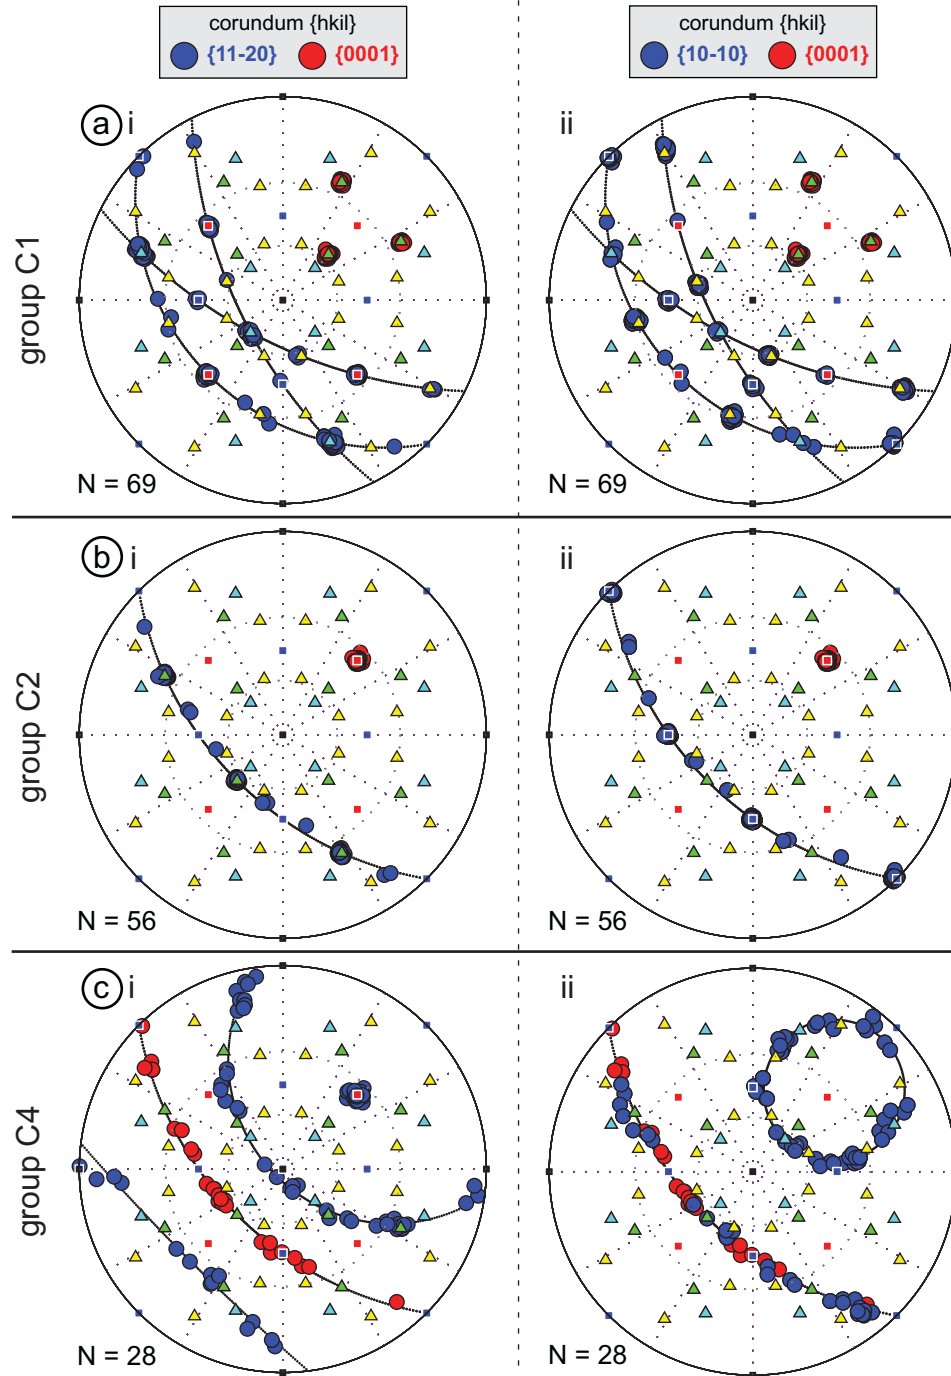 corundum {hkil}
{11-20} {0001}
corundum {hkil}
{10-10} {0001}
group C1
a i
ii
N = 69
N = 69
group C2
b i
ii
N = 56
N = 56
group C4
c i
ii
N = 28
N = 28